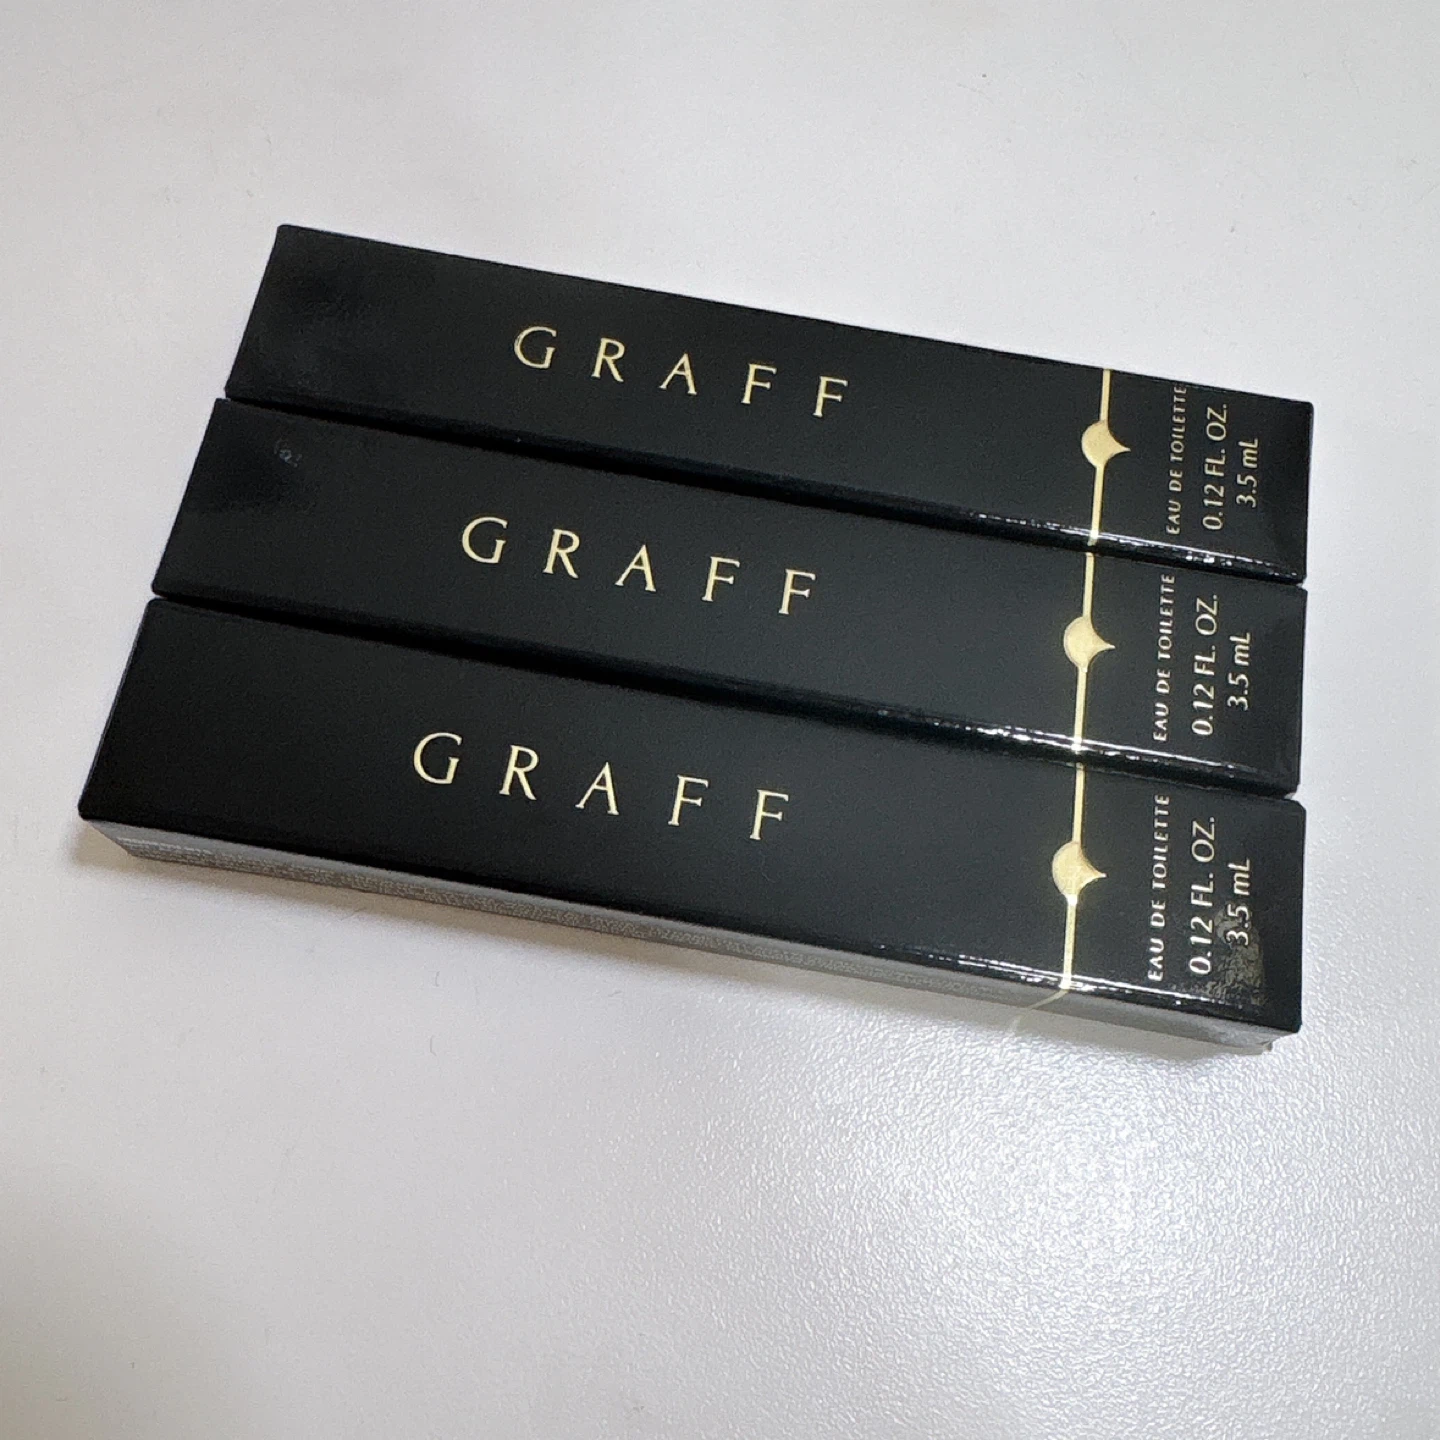 GRAFF
EAU DE TOILETTE
0.12 FL. OZ.
3.5 mL
GRAFF
EAU DE TOILETTE
0.12 FL. OZ.
3.5 mL
GRAFF
EAU DE TOILETTE
0.12 FL. OZ.
3.5 mL